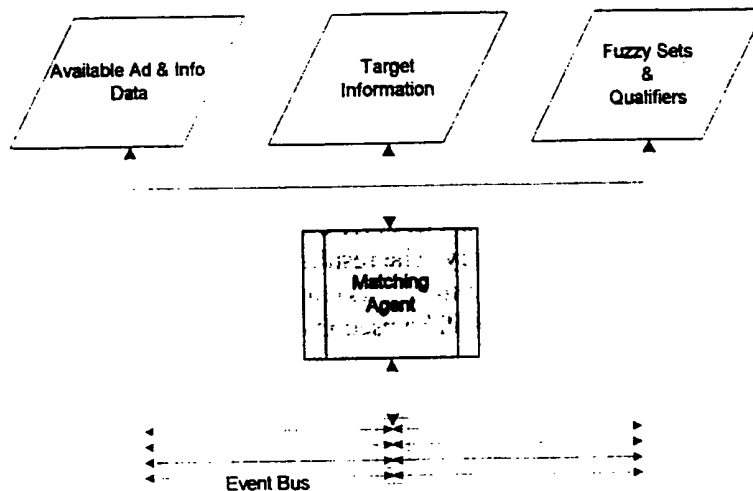 Available Ad & Info
Data
Target
Information
Fuzzy Sets
&
Qualifiers
Matching
Agent
Event Bus